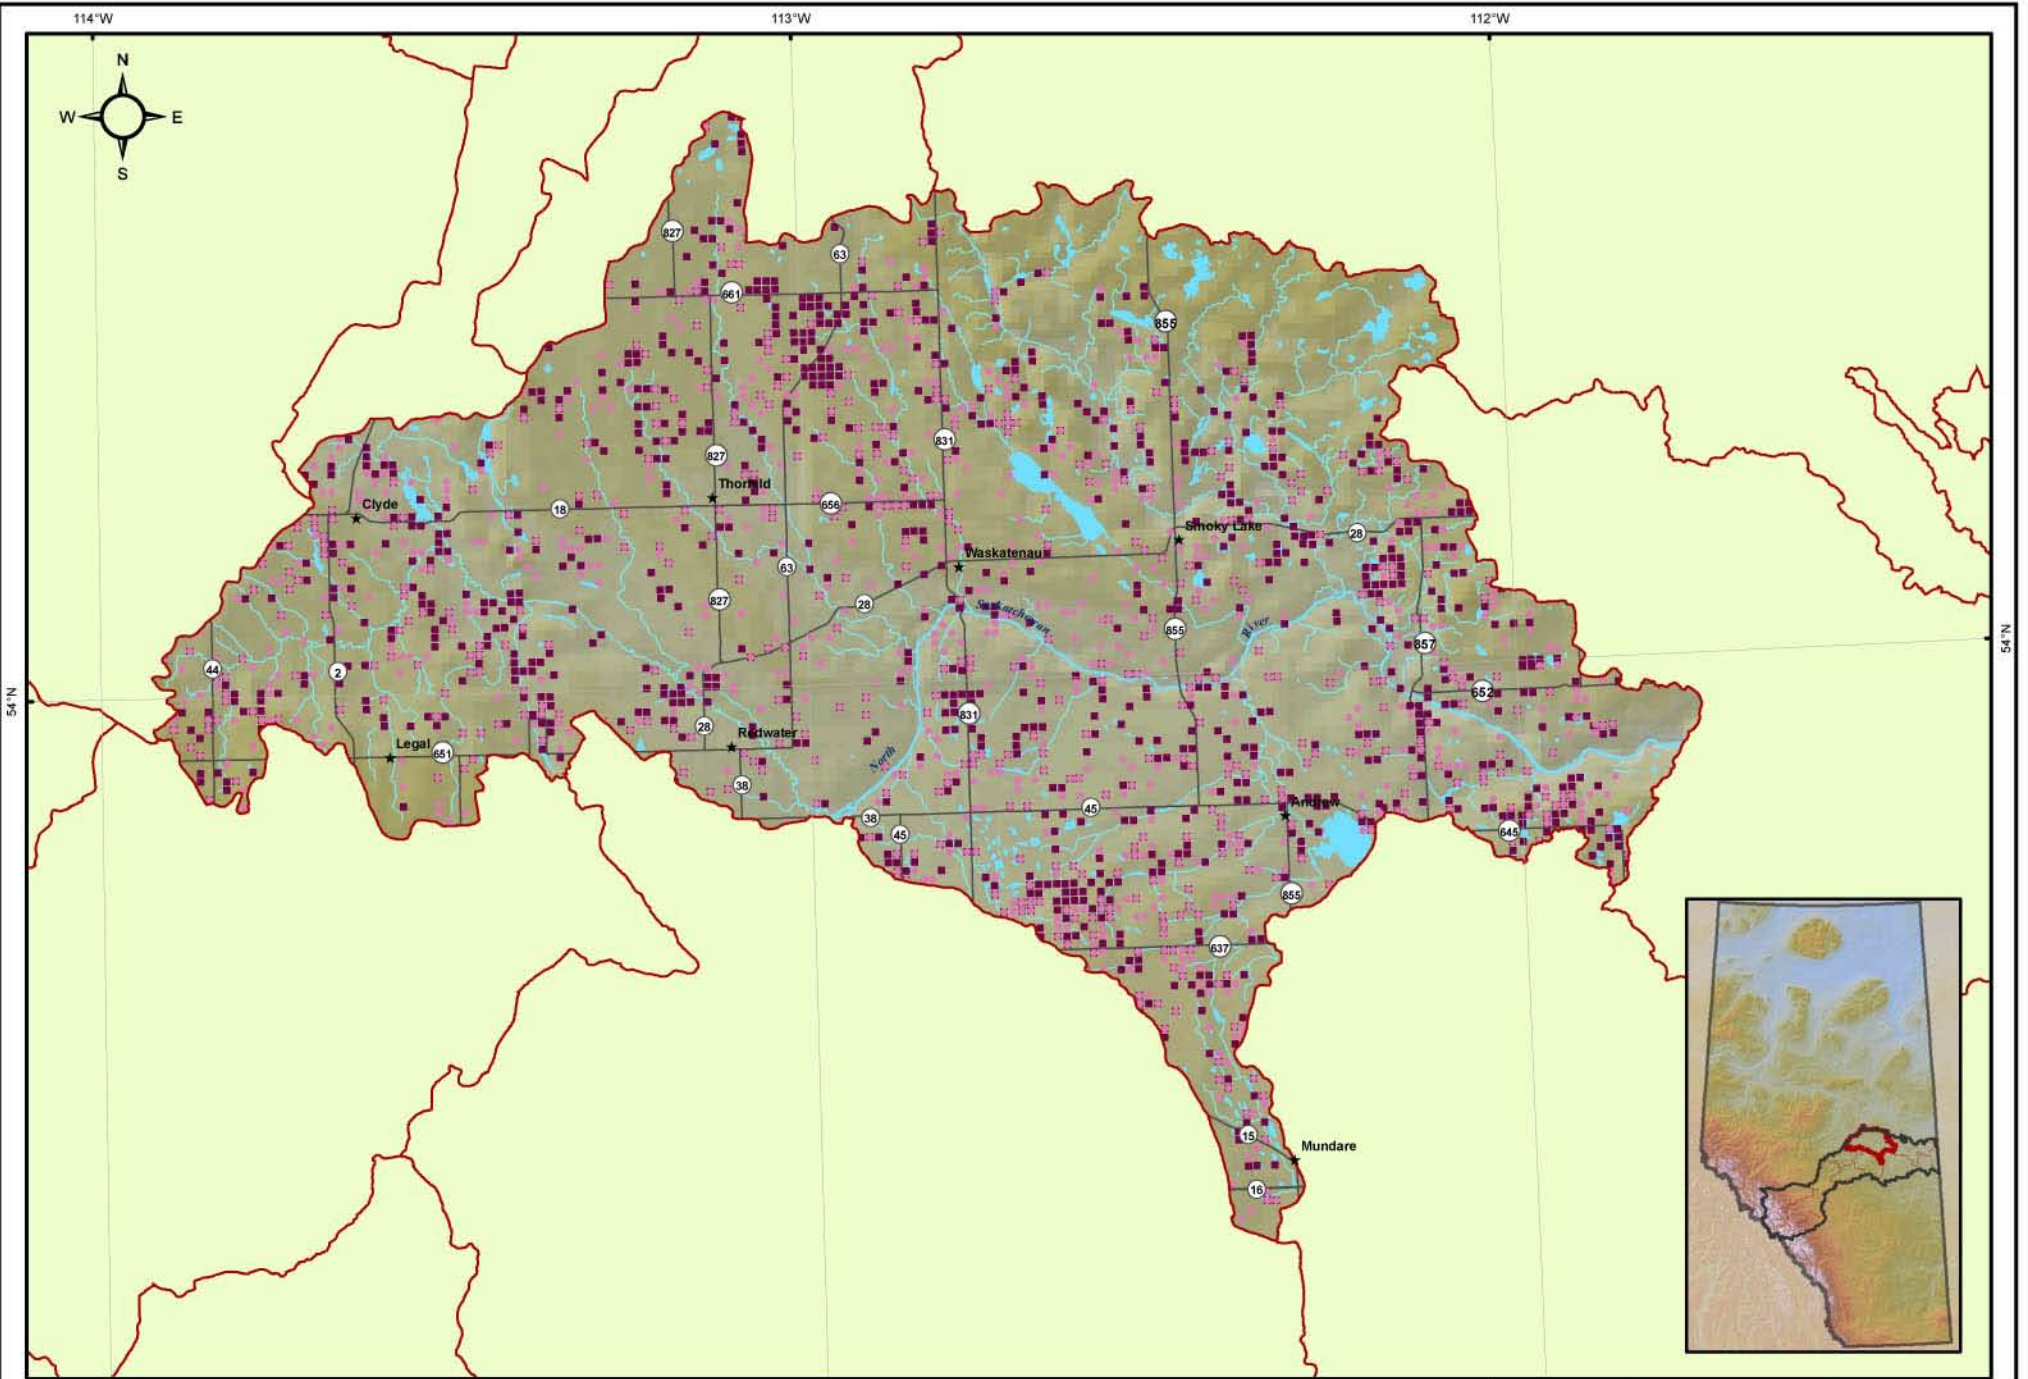 114°W
113°W
112°W
N
W E
S
827
63
661
855
831
827
Thorhild
Clyde
656
18
Smoky Lake
28
Waskatenau
63
827
28
Saskatchewan
River
855
857
44
2
652
831
28
Redwater
Legal
651
North
38
45
Andrew
38
45
645
855
637
15
Mundare
16
54°N
54°N